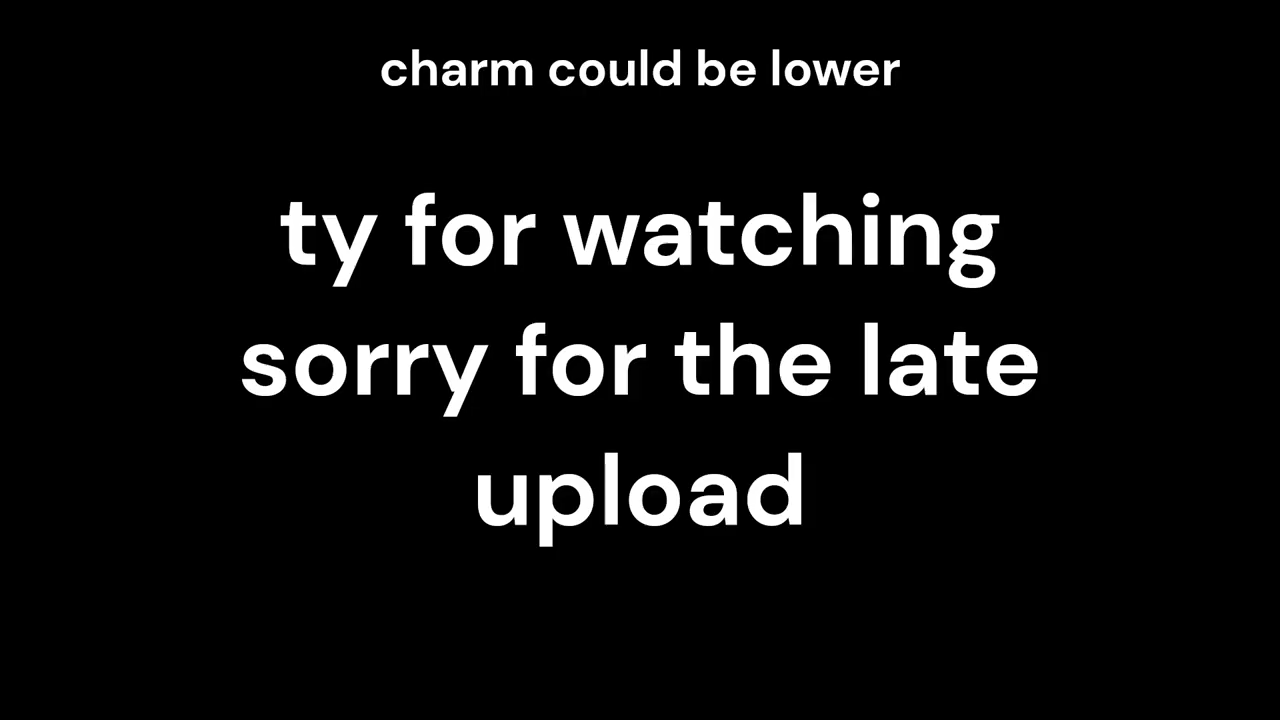 charm could be lower
ty for watching
sorry for the late
upload